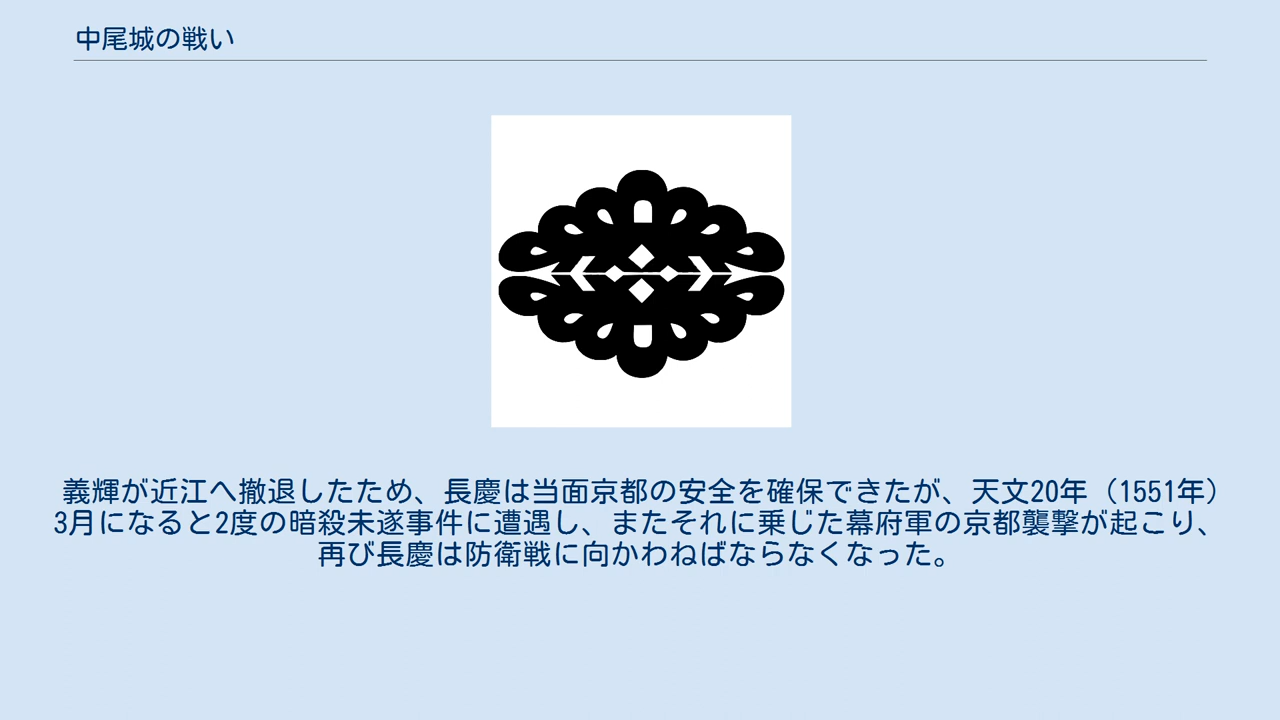 中尾城の戦い
義輝が近江へ撤退したため、長慶は当面京都の安全を確保できたが、天文20年（1551年）
3月になると2度の暗殺未遂事件に遭遇し、またそれに乗じた幕府軍の京都襲撃が起こり、
再び長慶は防衛戦に向かわねばならなくなった。